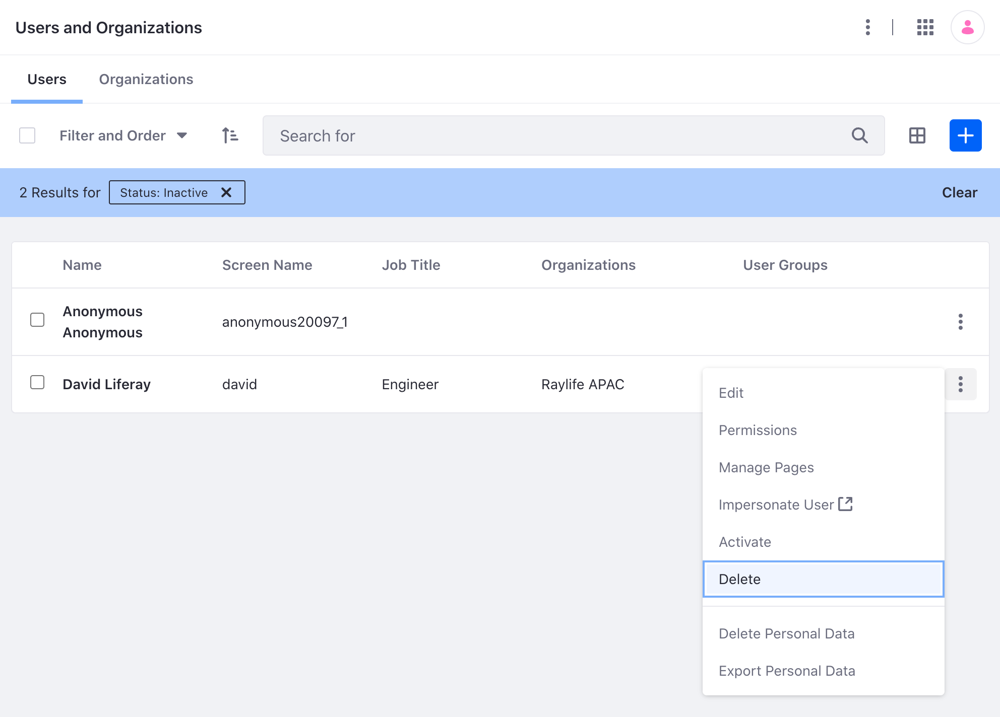 Users and Organizations
Users
Organizations
Filter and Order
Search for
2 Results for
Status: Inactive
Clear
Name
Screen Name
Job Title
Organizations
User Groups
Anonymous
Anonymous
anonymous20097_1
David Liferay
david
Engineer
Raylife APAC
Edit
Permissions
Manage Pages
Impersonate User
Activate
Delete
Delete Personal Data
Export Personal Data